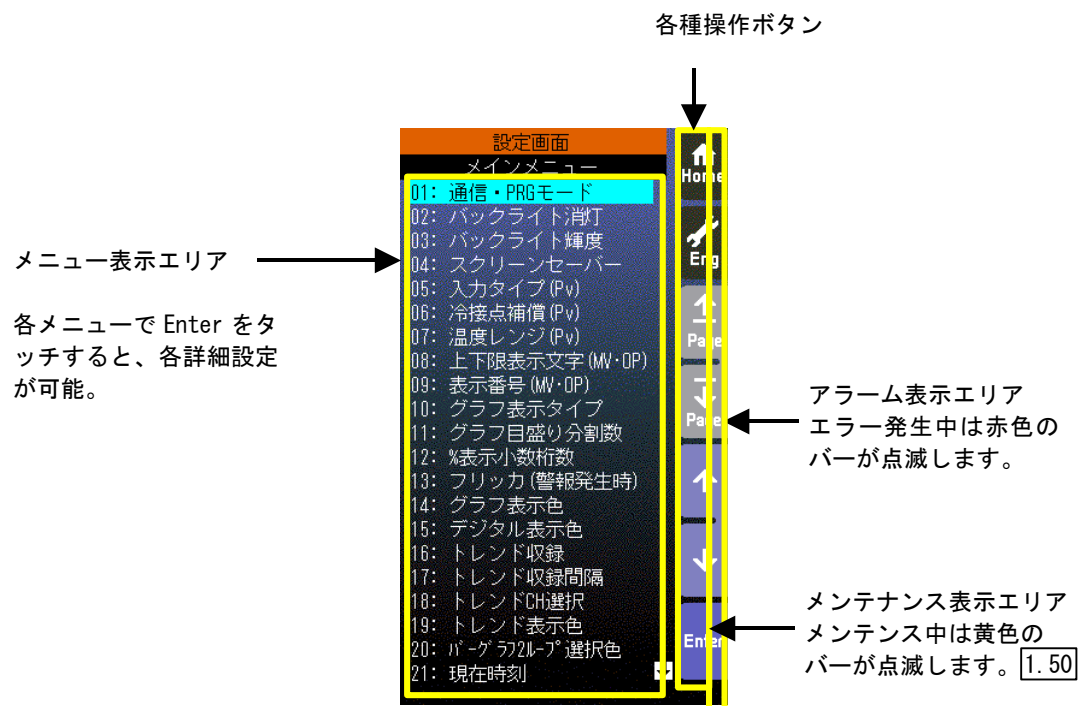 各種操作ボタン
設定画面
メインメニュー
01: 通信・PRGモード
02: バックライト消灯
03: バックライト輝度
04: スクリーンセーバー
05: 入力タイプ(Pv)
06: 冷接点補償(Pv)
07: 温度レンジ(Pv)
08: 上下限表示文字(MV・OP)
09: 表示番号(MV・OP)
10: グラフ表示タイプ
11: グラフ目盛り分割数
12: %表示小数桁数
13: フリッカ(警報発生時)
14: グラフ表示色
15: デジタル表示色
16: トレンド収録
17: トレンド収録間隔
18: トレンドCH選択
19: トレンド表示色
20: バーグラフ2ループ選択色
21: 現在時刻
Home
Eng
Page
Page
Enter
メニュー表示エリア
各メニューで Enter をタ
ッチすると、各詳細設定
が可能。
アラーム表示エリア
エラー発生中は赤色の
バーが点滅します。
メンテナンス表示エリア
メンテンス中は黄色の
バーが点滅します。1.50